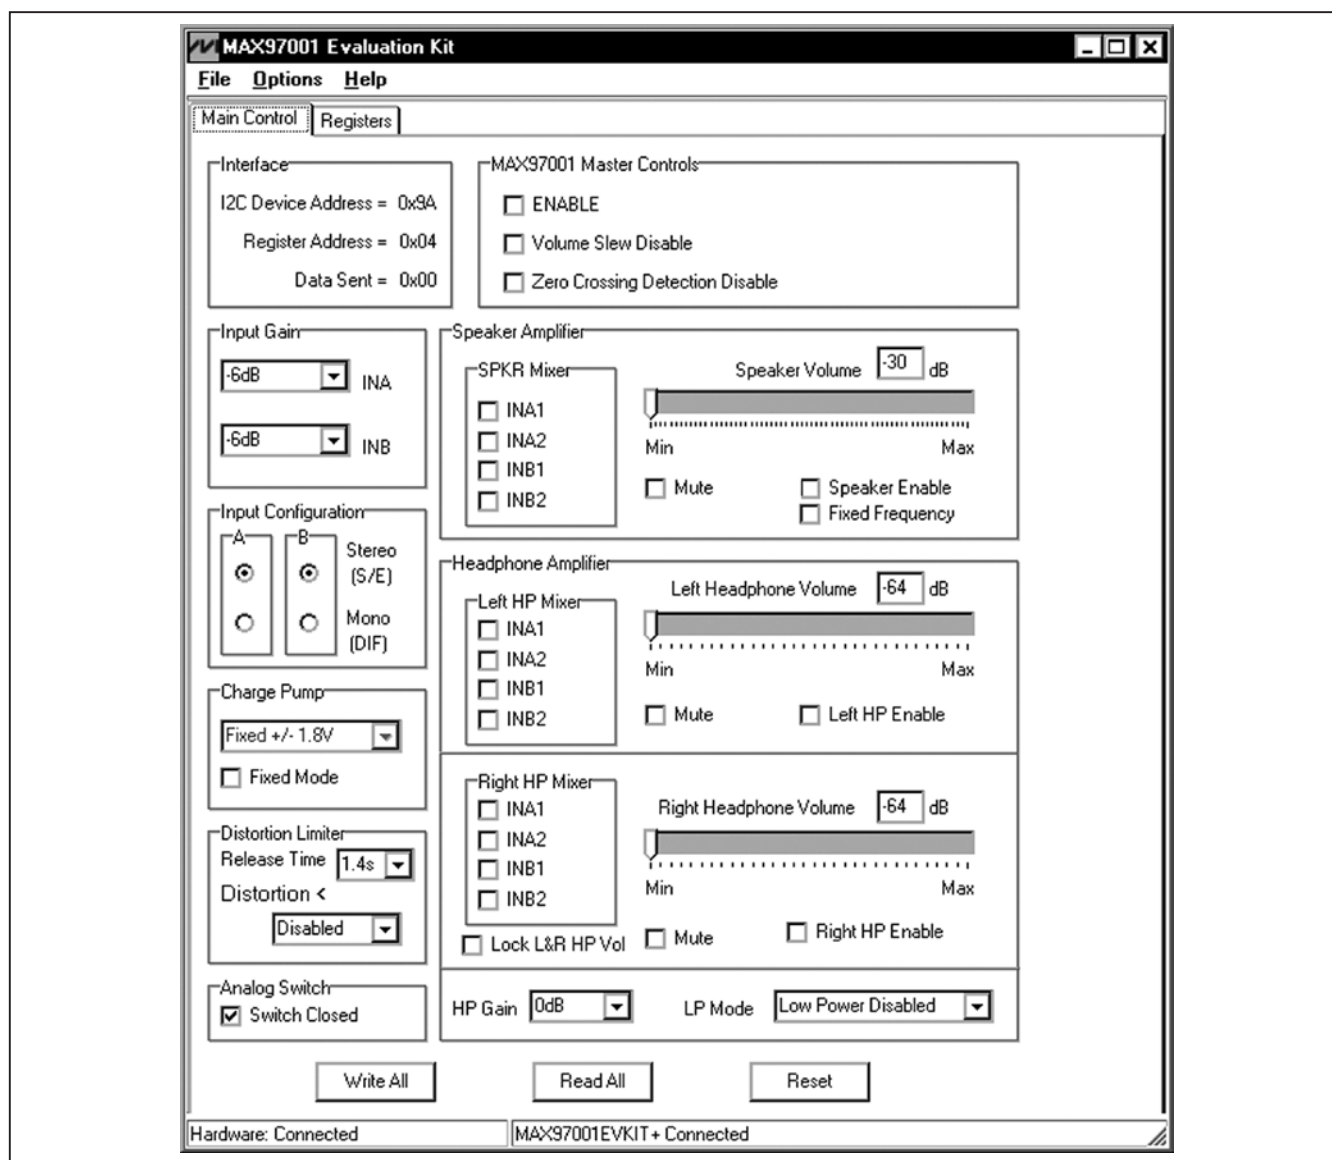 MAX97001 Evaluation Kit
File Options Help
Main Control Registers
Interface
I2C Device Address = 0x9A
Register Address = 0x04
Data Sent = 0x00
MAX97001 Master Controls
ENABLE
Volume Slew Disable
Zero Crossing Detection Disable
Input Gain
-6dB INA
-6dB INB
Speaker Amplifier
SPKR Mixer
INA1
INA2
INB1
INB2
Speaker Volume -30 dB
Min Max
Mute Speaker Enable
Fixed Frequency
Input Configuration
A B
Stereo
(S/E)
Mono
(DIF)
Headphone Amplifier
Left HP Mixer
INA1
INA2
INB1
INB2
Left Headphone Volume -64 dB
Min Max
Mute Left HP Enable
Charge Pump
Fixed +/- 1.8V
Fixed Mode
Right HP Mixer
INA1
INA2
INB1
INB2
Lock L&R HP Vol
Right Headphone Volume -64 dB
Min Max
Mute Right HP Enable
Distortion Limiter
Release Time 1.4s
Distortion <
Disabled
Analog Switch
Switch Closed
HP Gain 0dB LP Mode Low Power Disabled
Write All Read All Reset
Hardware: Connected MAX97001EVKIT+ Connected